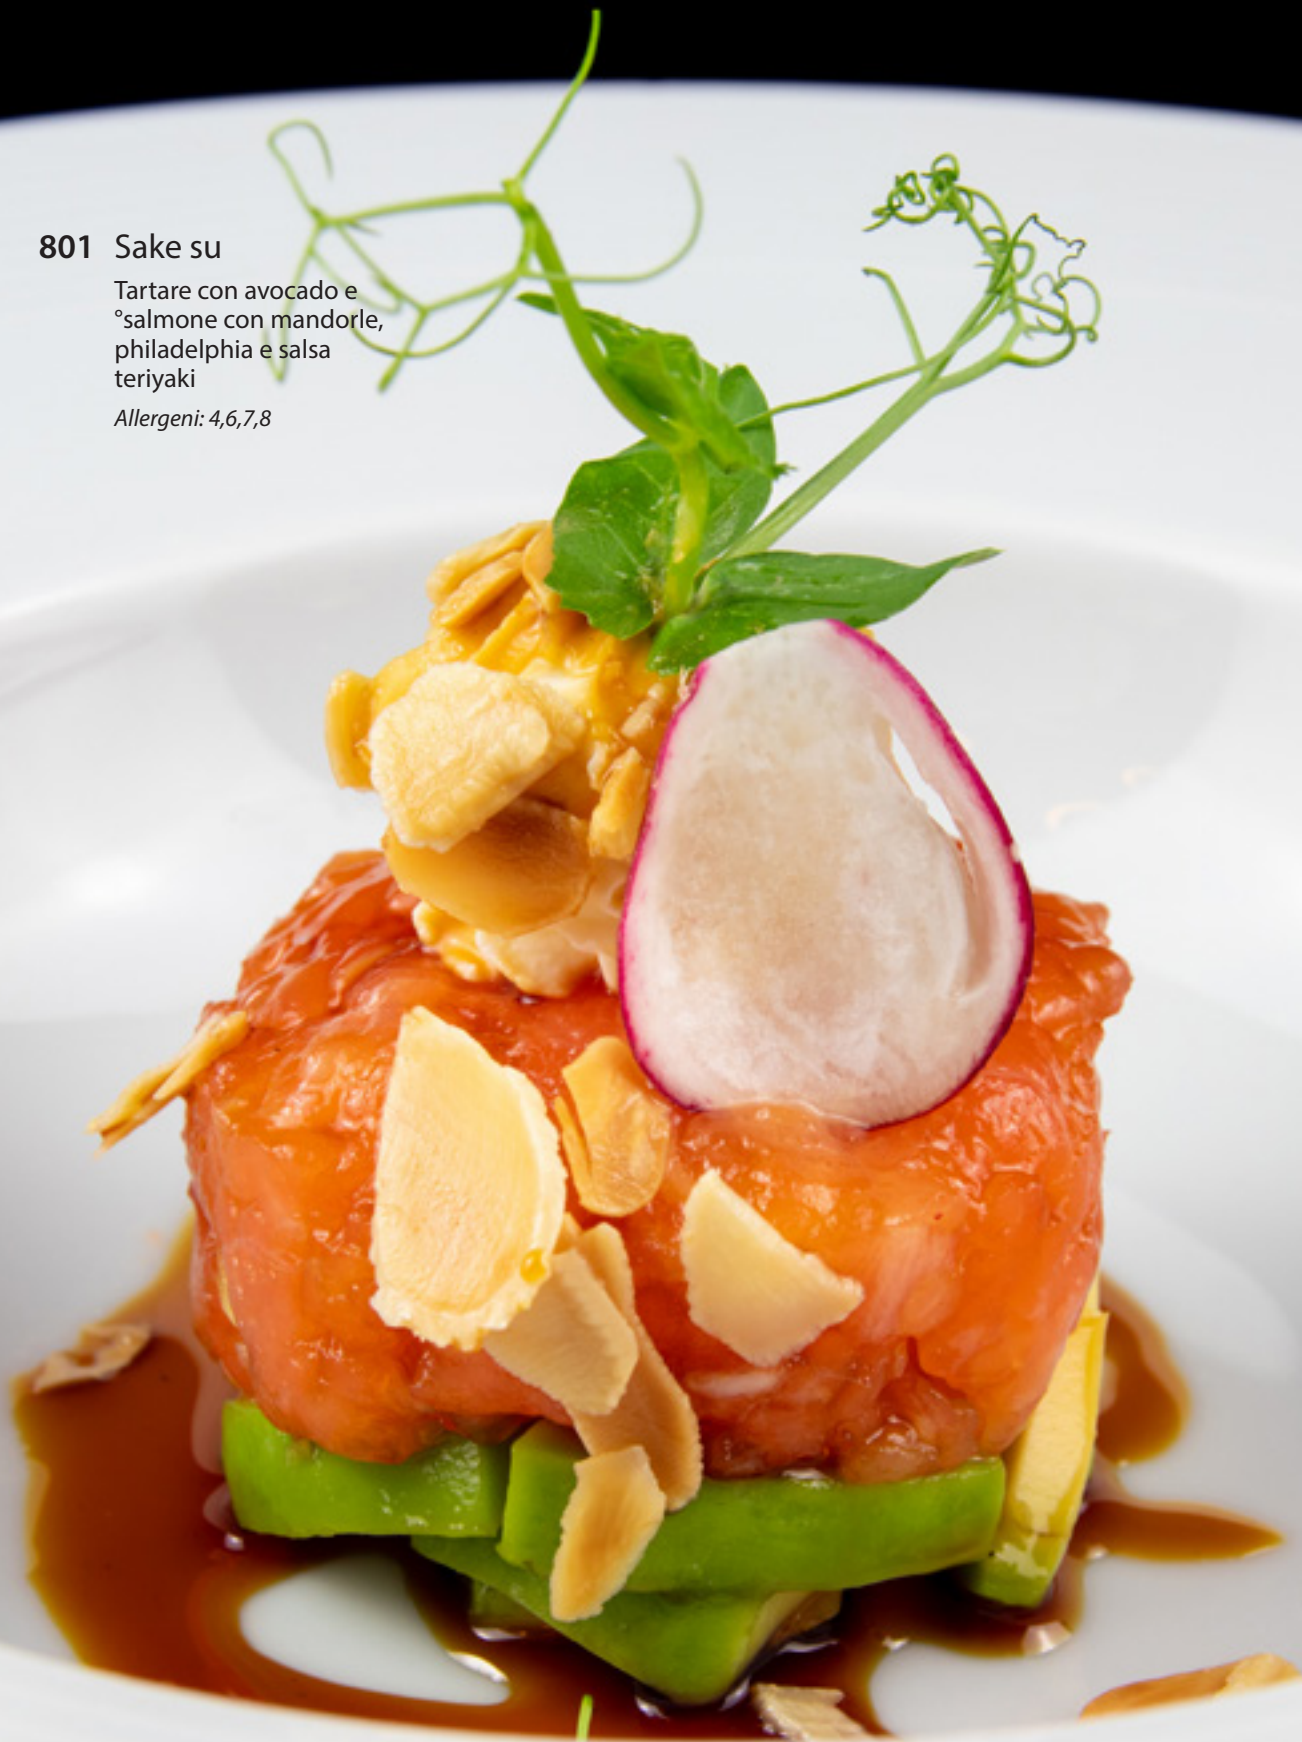 801 Sake su
Tartare con avocado e
°salmone con mandorle,
philadelphia e salsa
teriyaki
Allergeni: 4,6,7,8